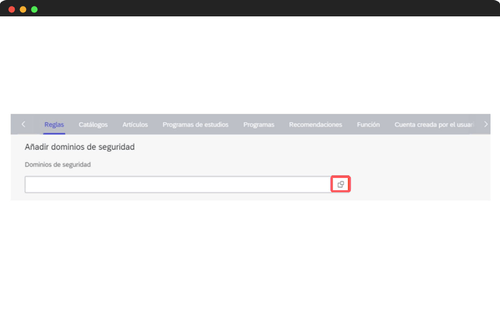 Reglas Catálogos Artículos Programas de estudios Programas Recomendaciones Función Cuenta creada por el usua
Añadir dominios de seguridad
Dominios de seguridad